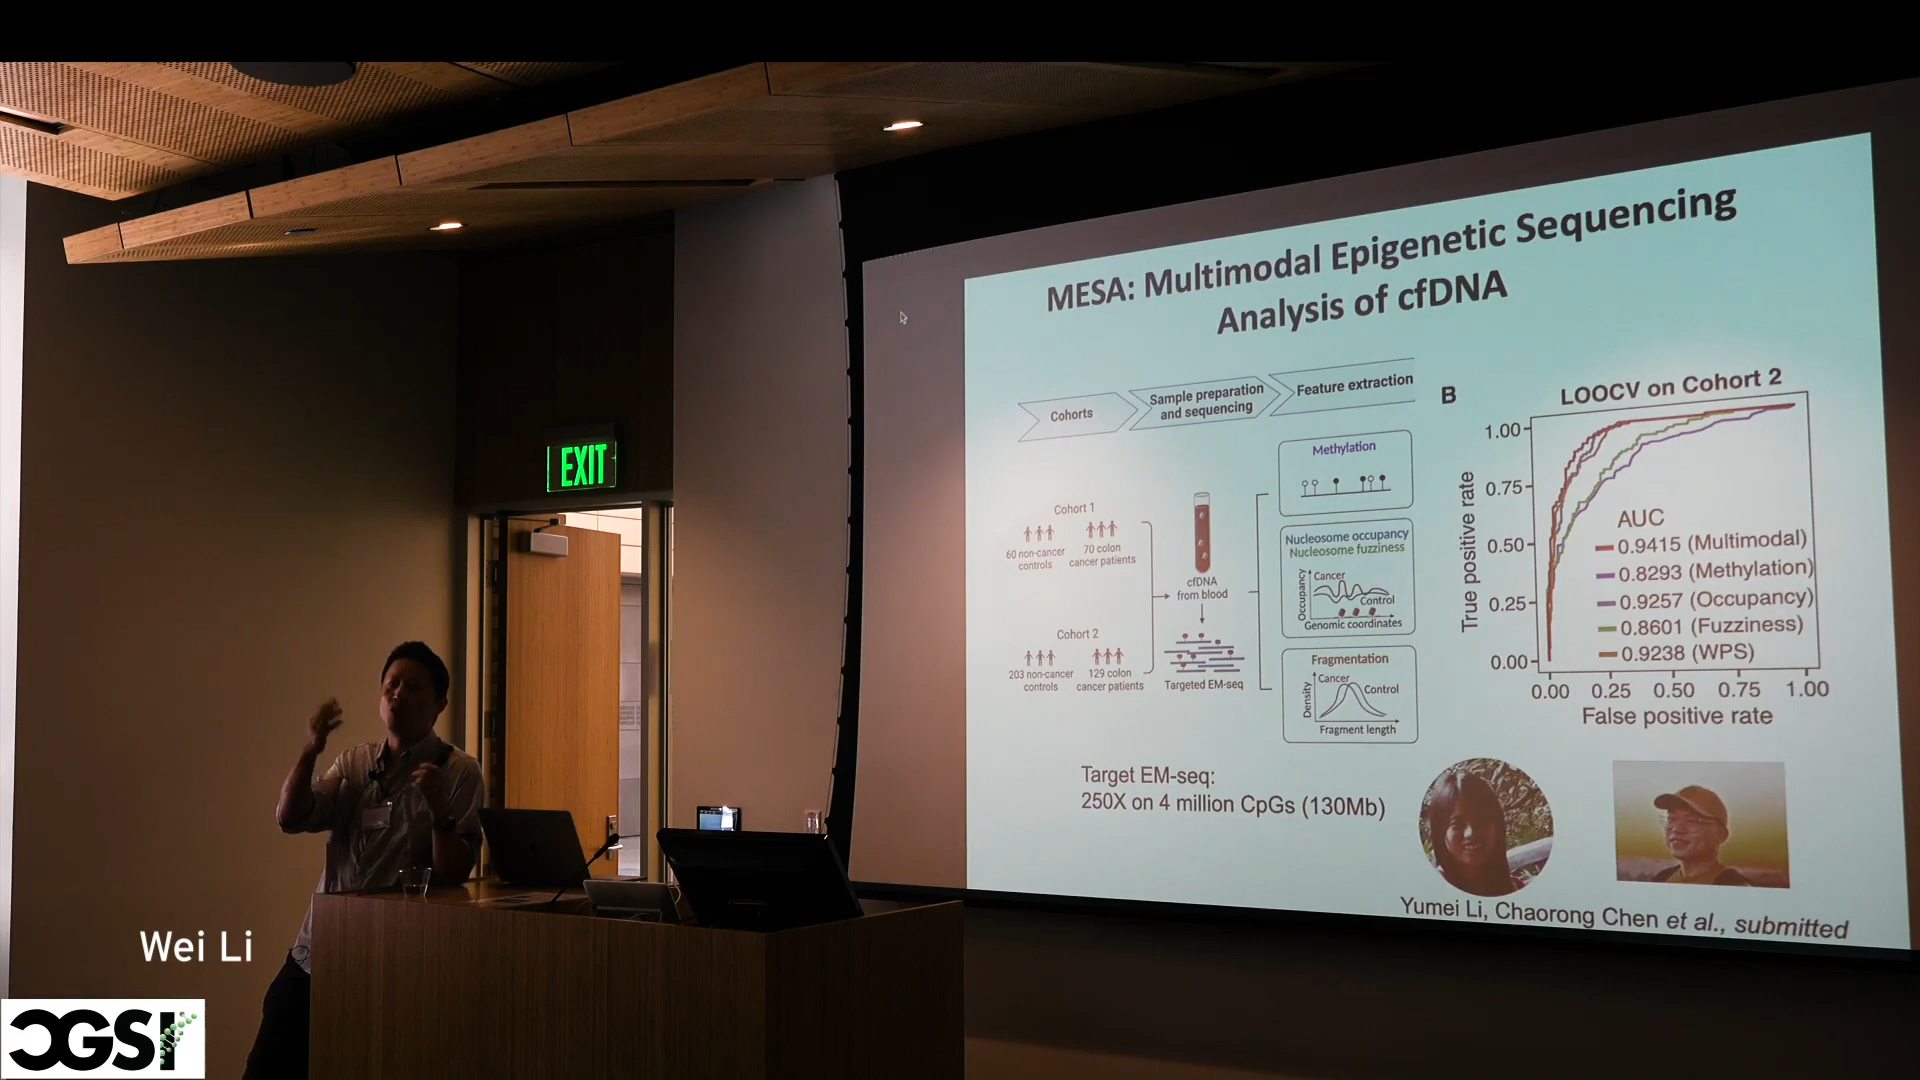 MESA: Multimodal Epigenetic Sequencing
Analysis of cfDNA
Cohorts
Sample preparation
and sequencing
Feature extraction
Cohort 1
60 non-cancer
controls
70 colon
cancer patients
Cohort 2
203 non-cancer
controls
129 colon
cancer patients
cfDNA
from blood
Targeted EM-seq
Methylation
Nucleosome occupancy
Nucleosome fuzziness
Occupancy
Cancer
Control
Genomic coordinates
Fragmentation
Density
Cancer
Control
Fragment length
B
LOOCV on Cohort 2
True positive rate
1.00
0.75
0.50
0.25
0.00
AUC
0.9415 (Multimodal)
0.8293 (Methylation)
0.9257 (Occupancy)
0.8601 (Fuzziness)
0.9238 (WPS)
0.00 0.25 0.50 0.75 1.00
False positive rate
Target EM-seq:
250X on 4 million CpGs (130Mb)
Yumei Li, Chaorong Chen et al., submitted
EXIT
Wei Li
CGSI